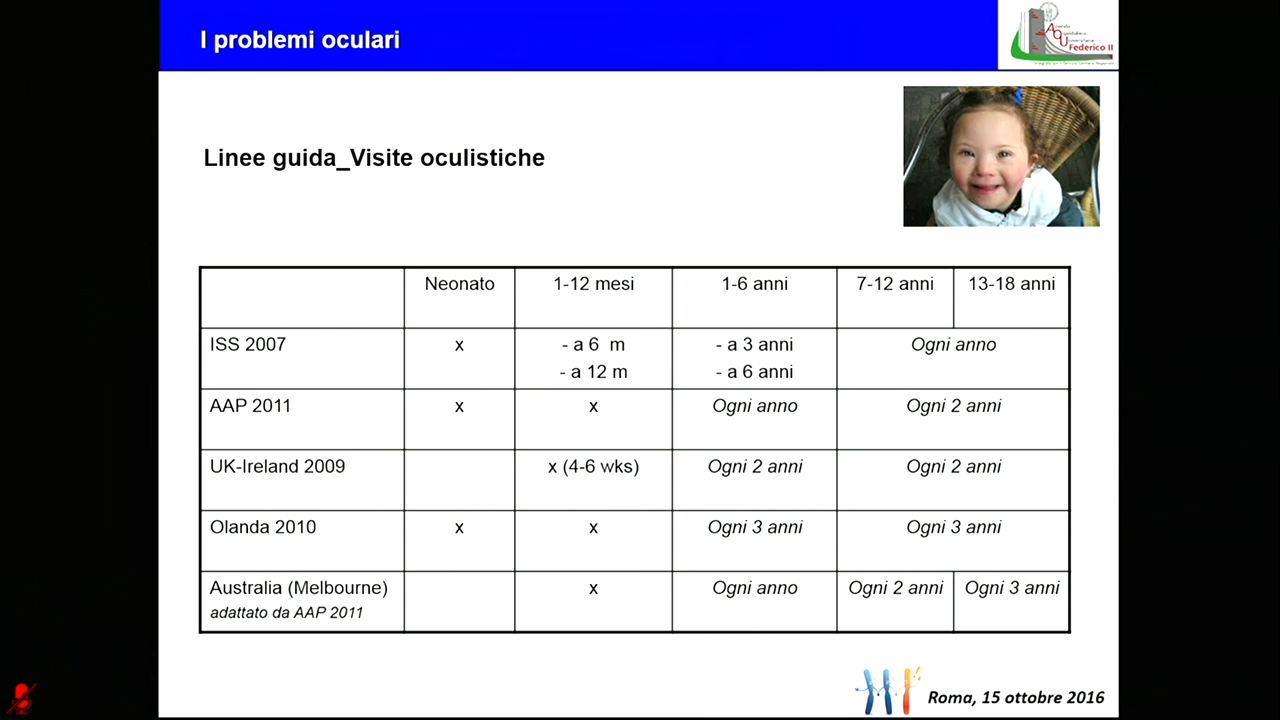 I problemi oculari
Azienda
Ospedaliera
Universitaria
Federico II
Linee guida_Visite oculistiche
Neonato 1-12 mesi 1-6 anni 7-12 anni 13-18 anni
ISS 2007 x - a 6 m - a 3 anni Ogni anno
- a 12 m - a 6 anni
AAP 2011 x x Ogni anno Ogni 2 anni
UK-Ireland 2009 x (4-6 wks) Ogni 2 anni Ogni 2 anni
Olanda 2010 x x Ogni 3 anni Ogni 3 anni
Australia (Melbourne) x Ogni anno Ogni 2 anni Ogni 3 anni
adattato da AAP 2011
Roma, 15 ottobre 2016